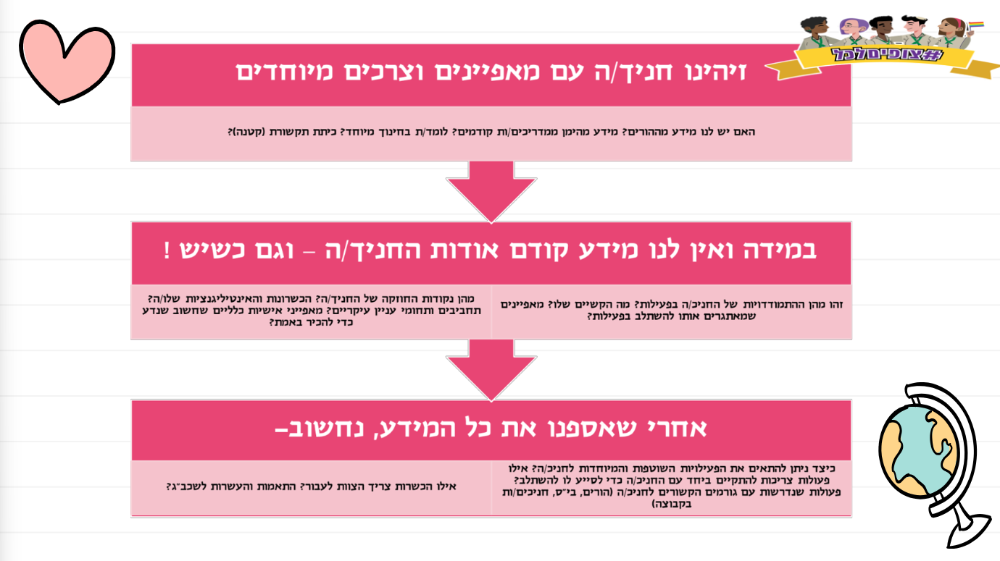 #צופיםלכל
זיהינו חניך/ה עם מאפיינים וצרכים מיוחדים
האם יש לנו מידע מההורים? מידע מהימן ממדריכים/ות קודמים? לומד/ת בחינוך מיוחד? כיתת תקשורת (קטנה)?
במידה ואין לנו מידע קודם אודות החניך/ה – וגם כשיש !
זהו מהן ההתמודדויות של החניכ/ה בפעילות? מה הקשיים שלו? מאפיינים
שמאתגרים אותו להשתלב בפעילות?
מהן נקודות החוזקה של החניך/ה? הכשרונות והאינטיליגנציות שלו/ה?
תחביבים ותחומי עניין עיקריים? מאפייני אישיות כלליים שחשוב שנדע
כדי להכיר באמת?
אחרי שאספנו את כל המידע, נחשוב–
כיצד ניתן להתאים את הפעילויות השוטפות והמיוחדות לחניכ/ה? אילו
פעולות צריכות להתקיים ביחד עם החניכ/ה כדי לסייע לו להשתלב?
פעולות שנדרשות עם גורמים הקשורים לחניכ/ה (הורים, בי״ס, חניכים/ות
בקבוצה)
אילו הכשרות צריך הצוות לעבור? התאמות והעשרות לשכב״ג?